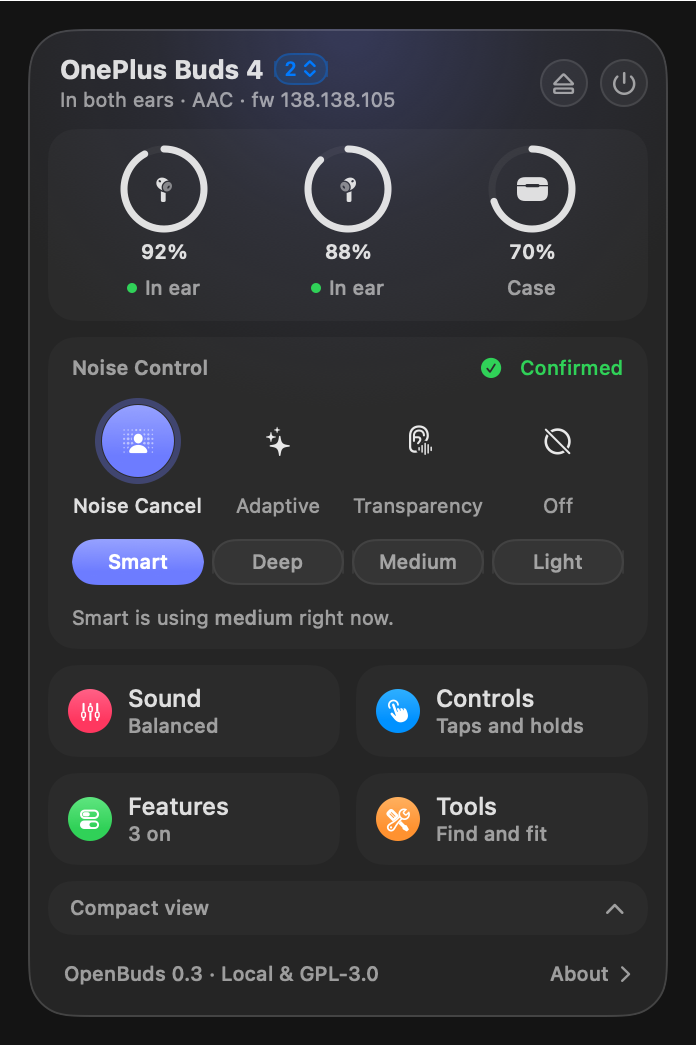 OnePlus Buds 4 2
In both ears · AAC · fw 138.138.105
92% 88% 70%
In ear In ear Case
Noise Control Confirmed
Noise Cancel Adaptive Transparency Off
Smart Deep Medium Light
Smart is using medium right now.
Sound Controls
Balanced Taps and holds
Features Tools
3 on Find and fit
Compact view
OpenBuds 0.3 · Local & GPL-3.0 About